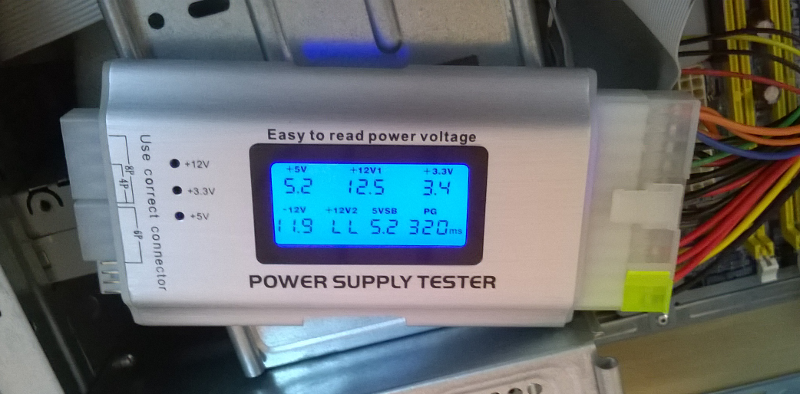 Easy to read power voltage
+5V +12V1 +3.3V
5.2 12.5 3.4
-12V +12V2 5VSB PG
11.9 LL 5.2 320ms
POWER SUPPLY TESTER
+12V
+3.3V
+5V
Use correct connector
8P
4P
6P